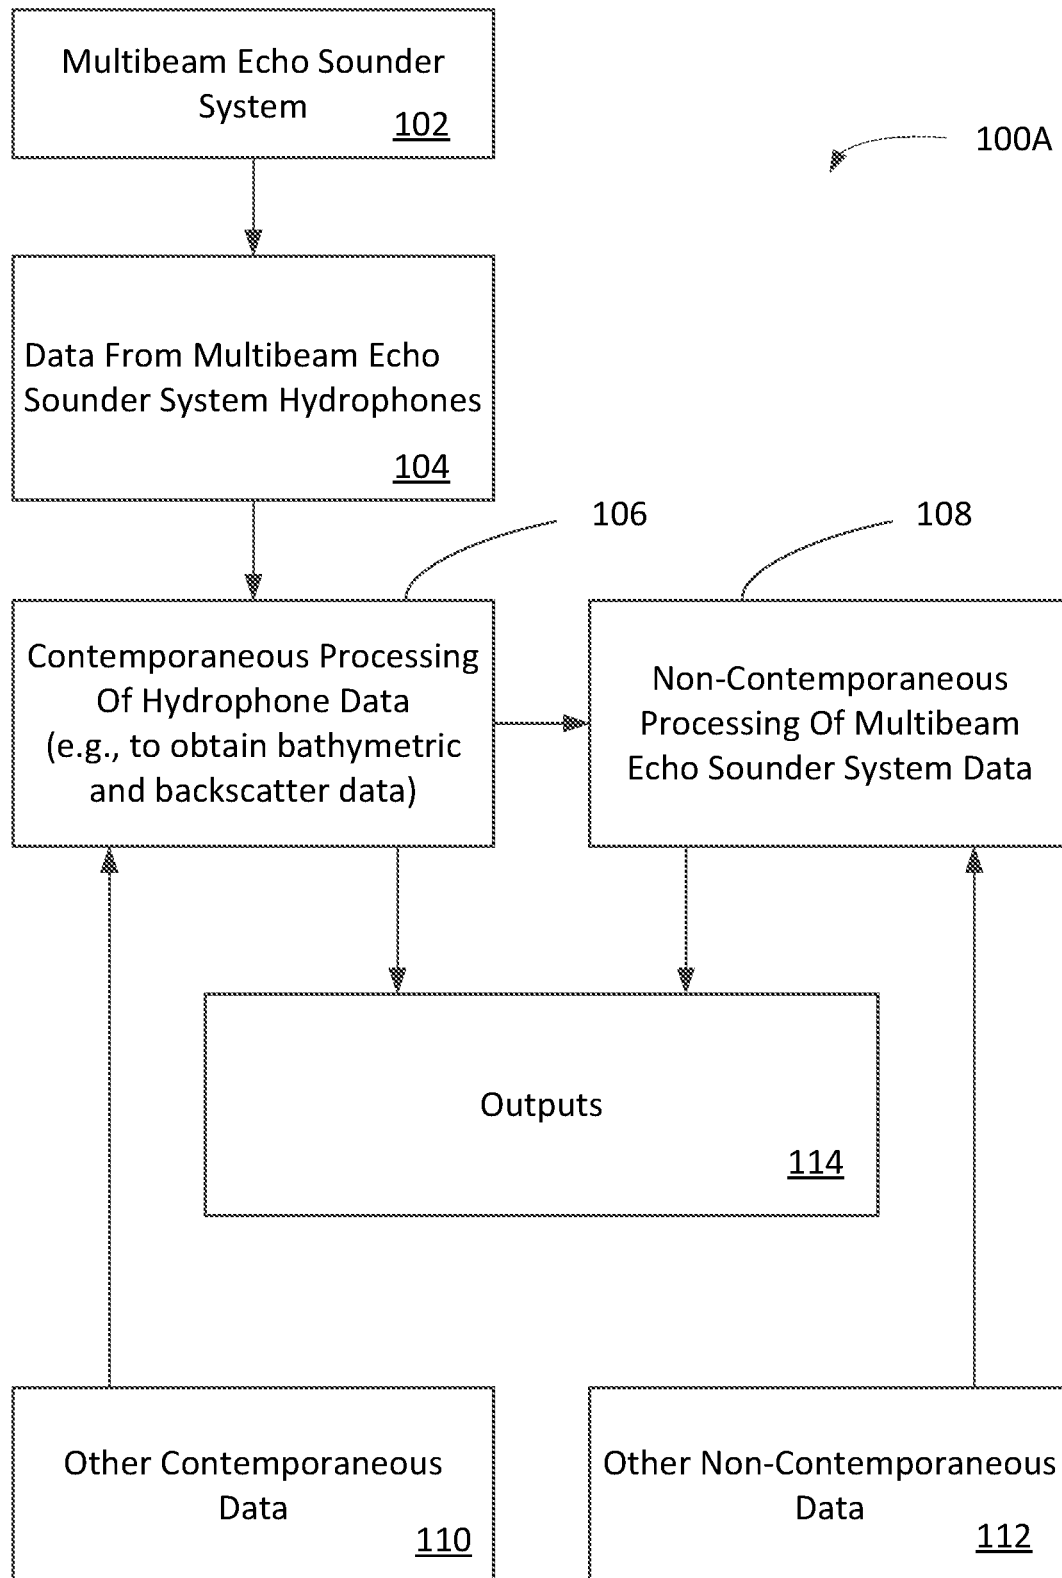 Multibeam Echo Sounder
System
102
100A
Data From Multibeam Echo
Sounder System Hydrophones
104
106
108
Contemporaneous Processing
Of Hydrophone Data
(e.g., to obtain bathymetric
and backscatter data)
Non-Contemporaneous
Processing Of Multibeam
Echo Sounder System Data
Outputs
114
Other Contemporaneous
Data
110
Other Non-Contemporaneous
Data
112